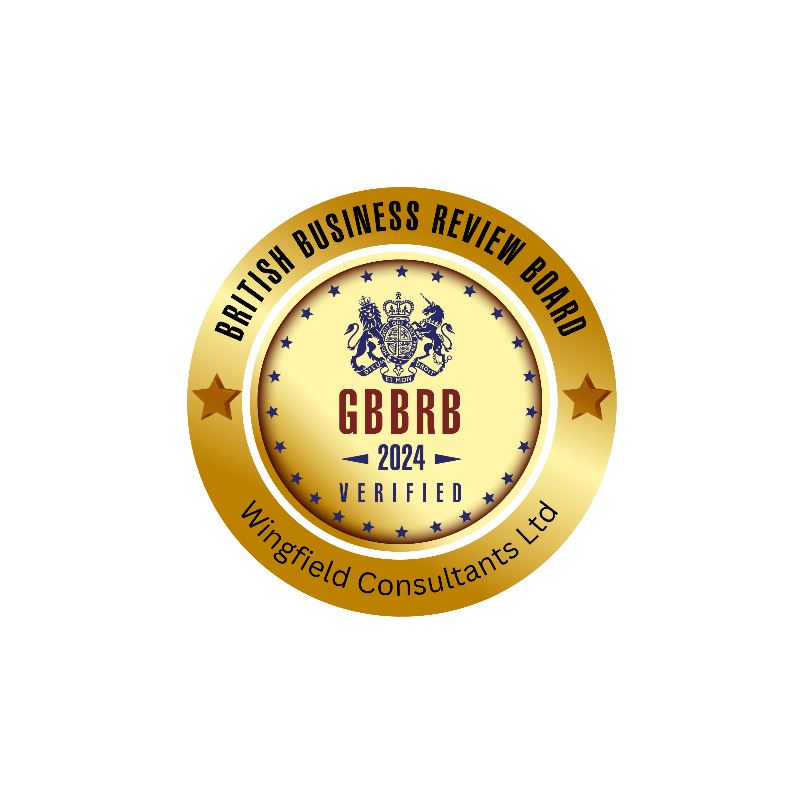 BRITISH BUSINESS REVIEW BOARD
GBBRB
2024
VERIFIED
Wingfield Consultants Ltd